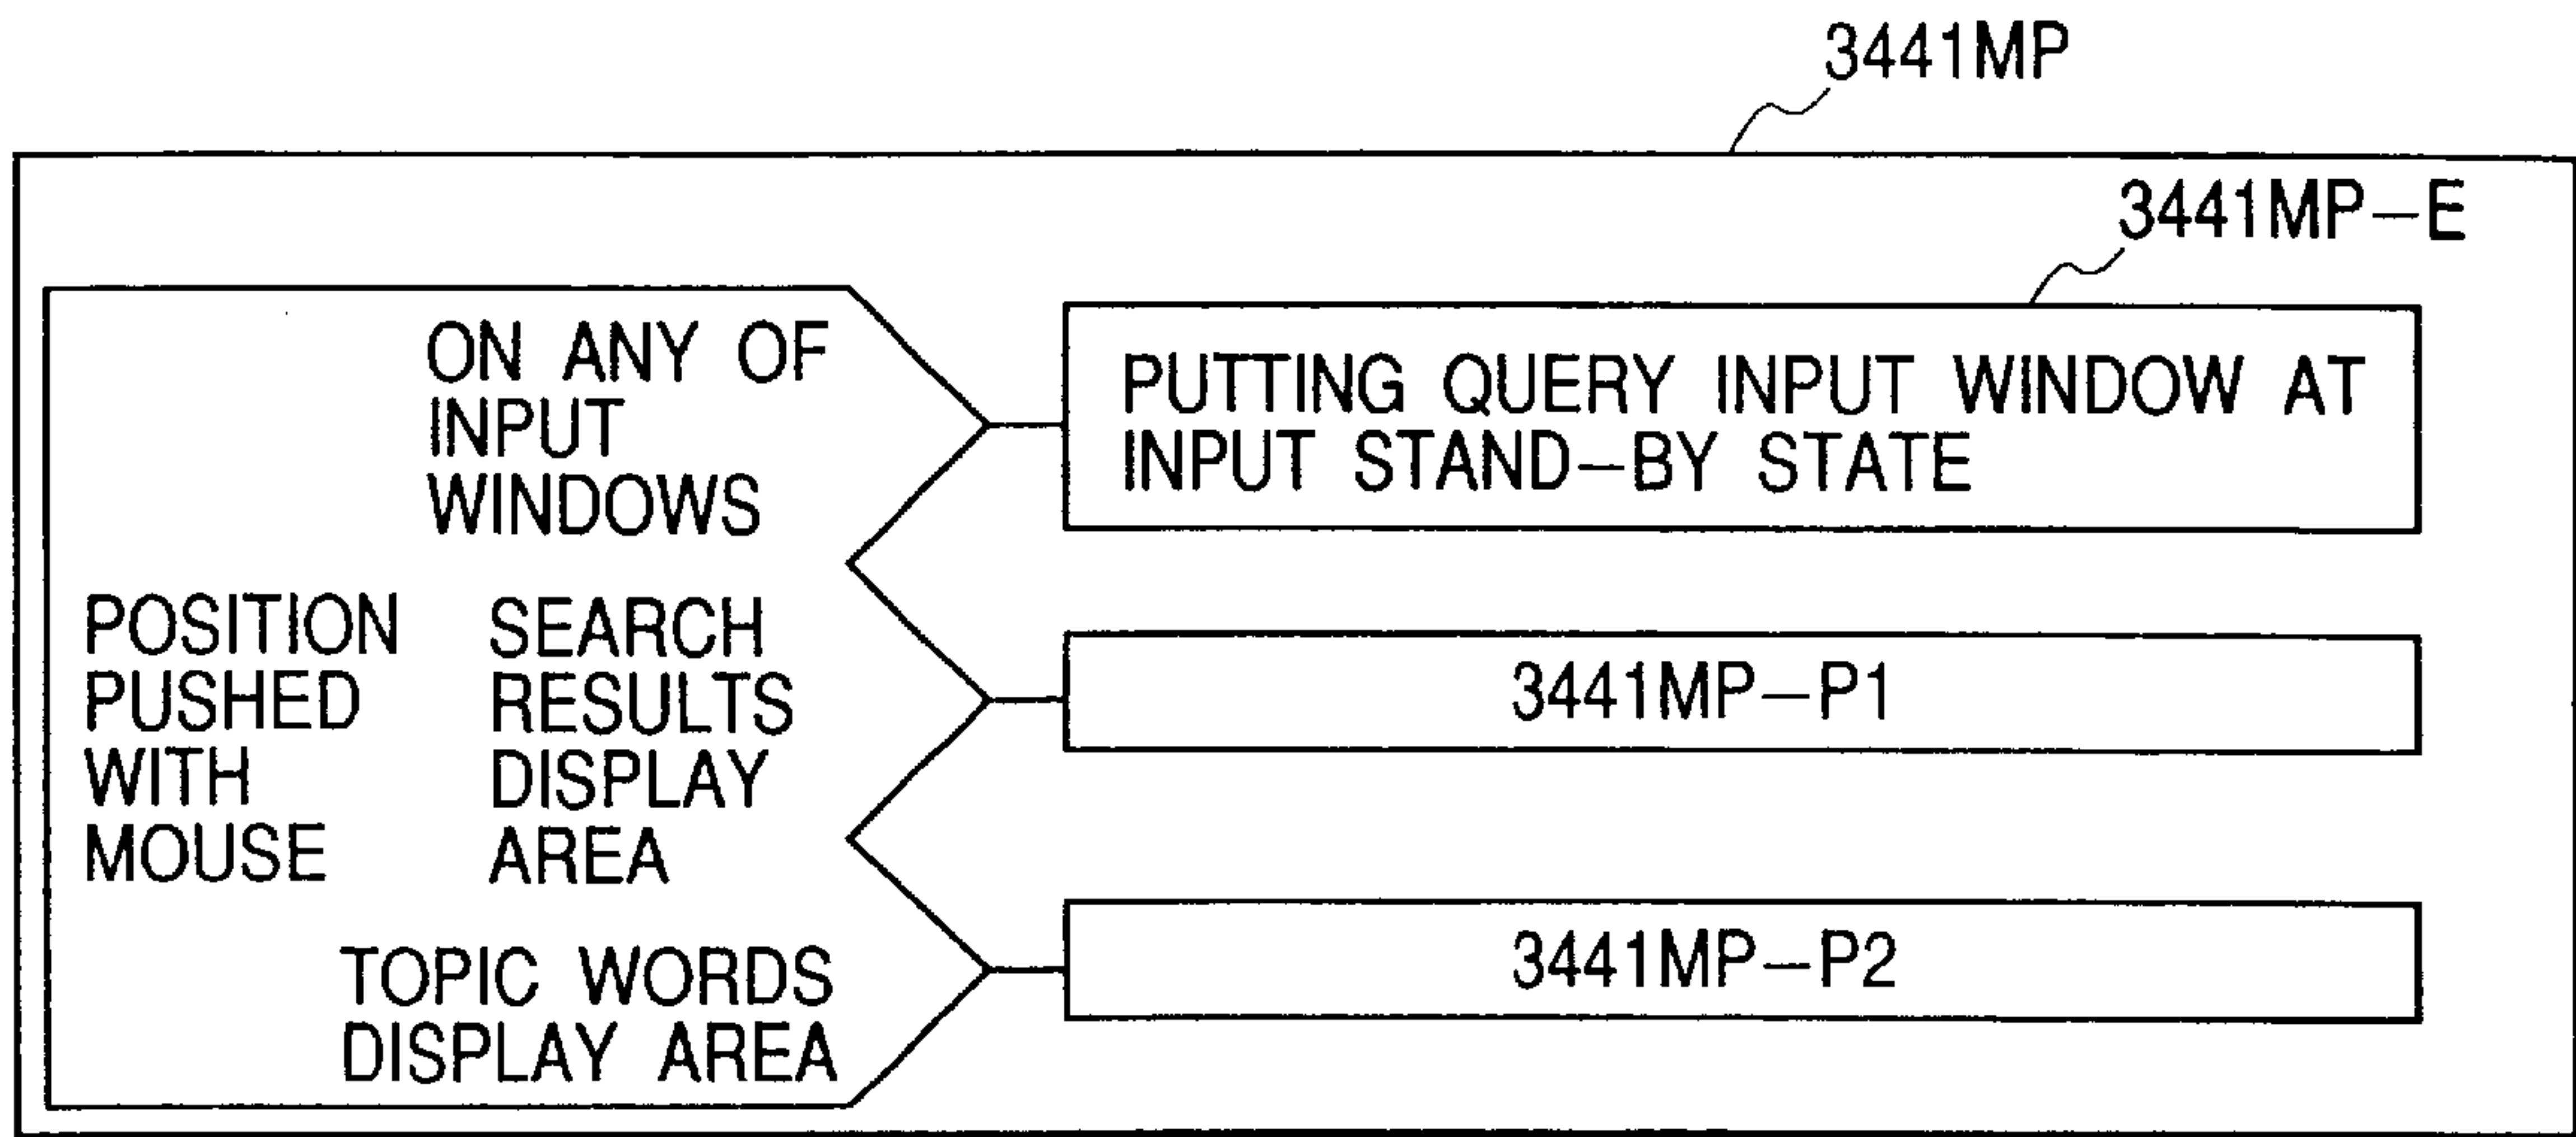 3441MP
3441MP-E
ON ANY OF
INPUT
WINDOWS
PUTTING QUERY INPUT WINDOW AT
INPUT STAND-BY STATE
POSITION
PUSHED
WITH
MOUSE
SEARCH
RESULTS
DISPLAY
AREA
3441MP-P1
TOPIC WORDS
DISPLAY AREA
3441MP-P2